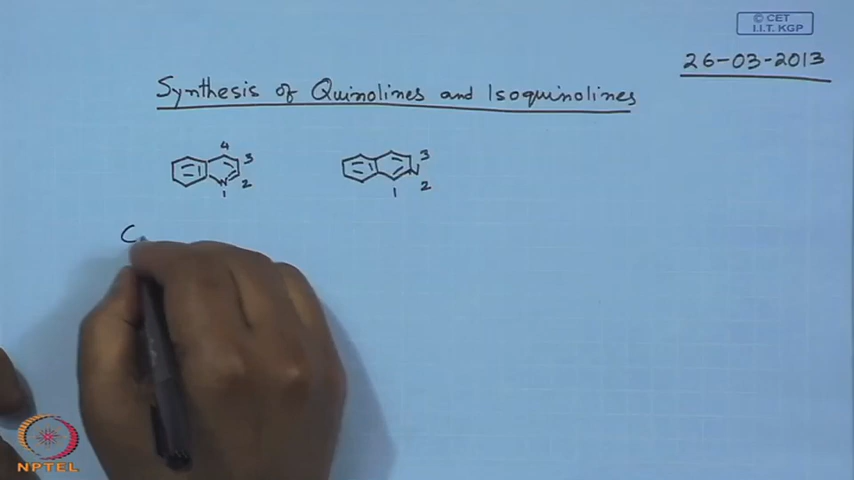 © CET
I.I.T. KGP
26-03-2013
Synthesis of Quinolines and Isoquinolines
4
3
2
N
1
3
N
2
1
C
NPTEL